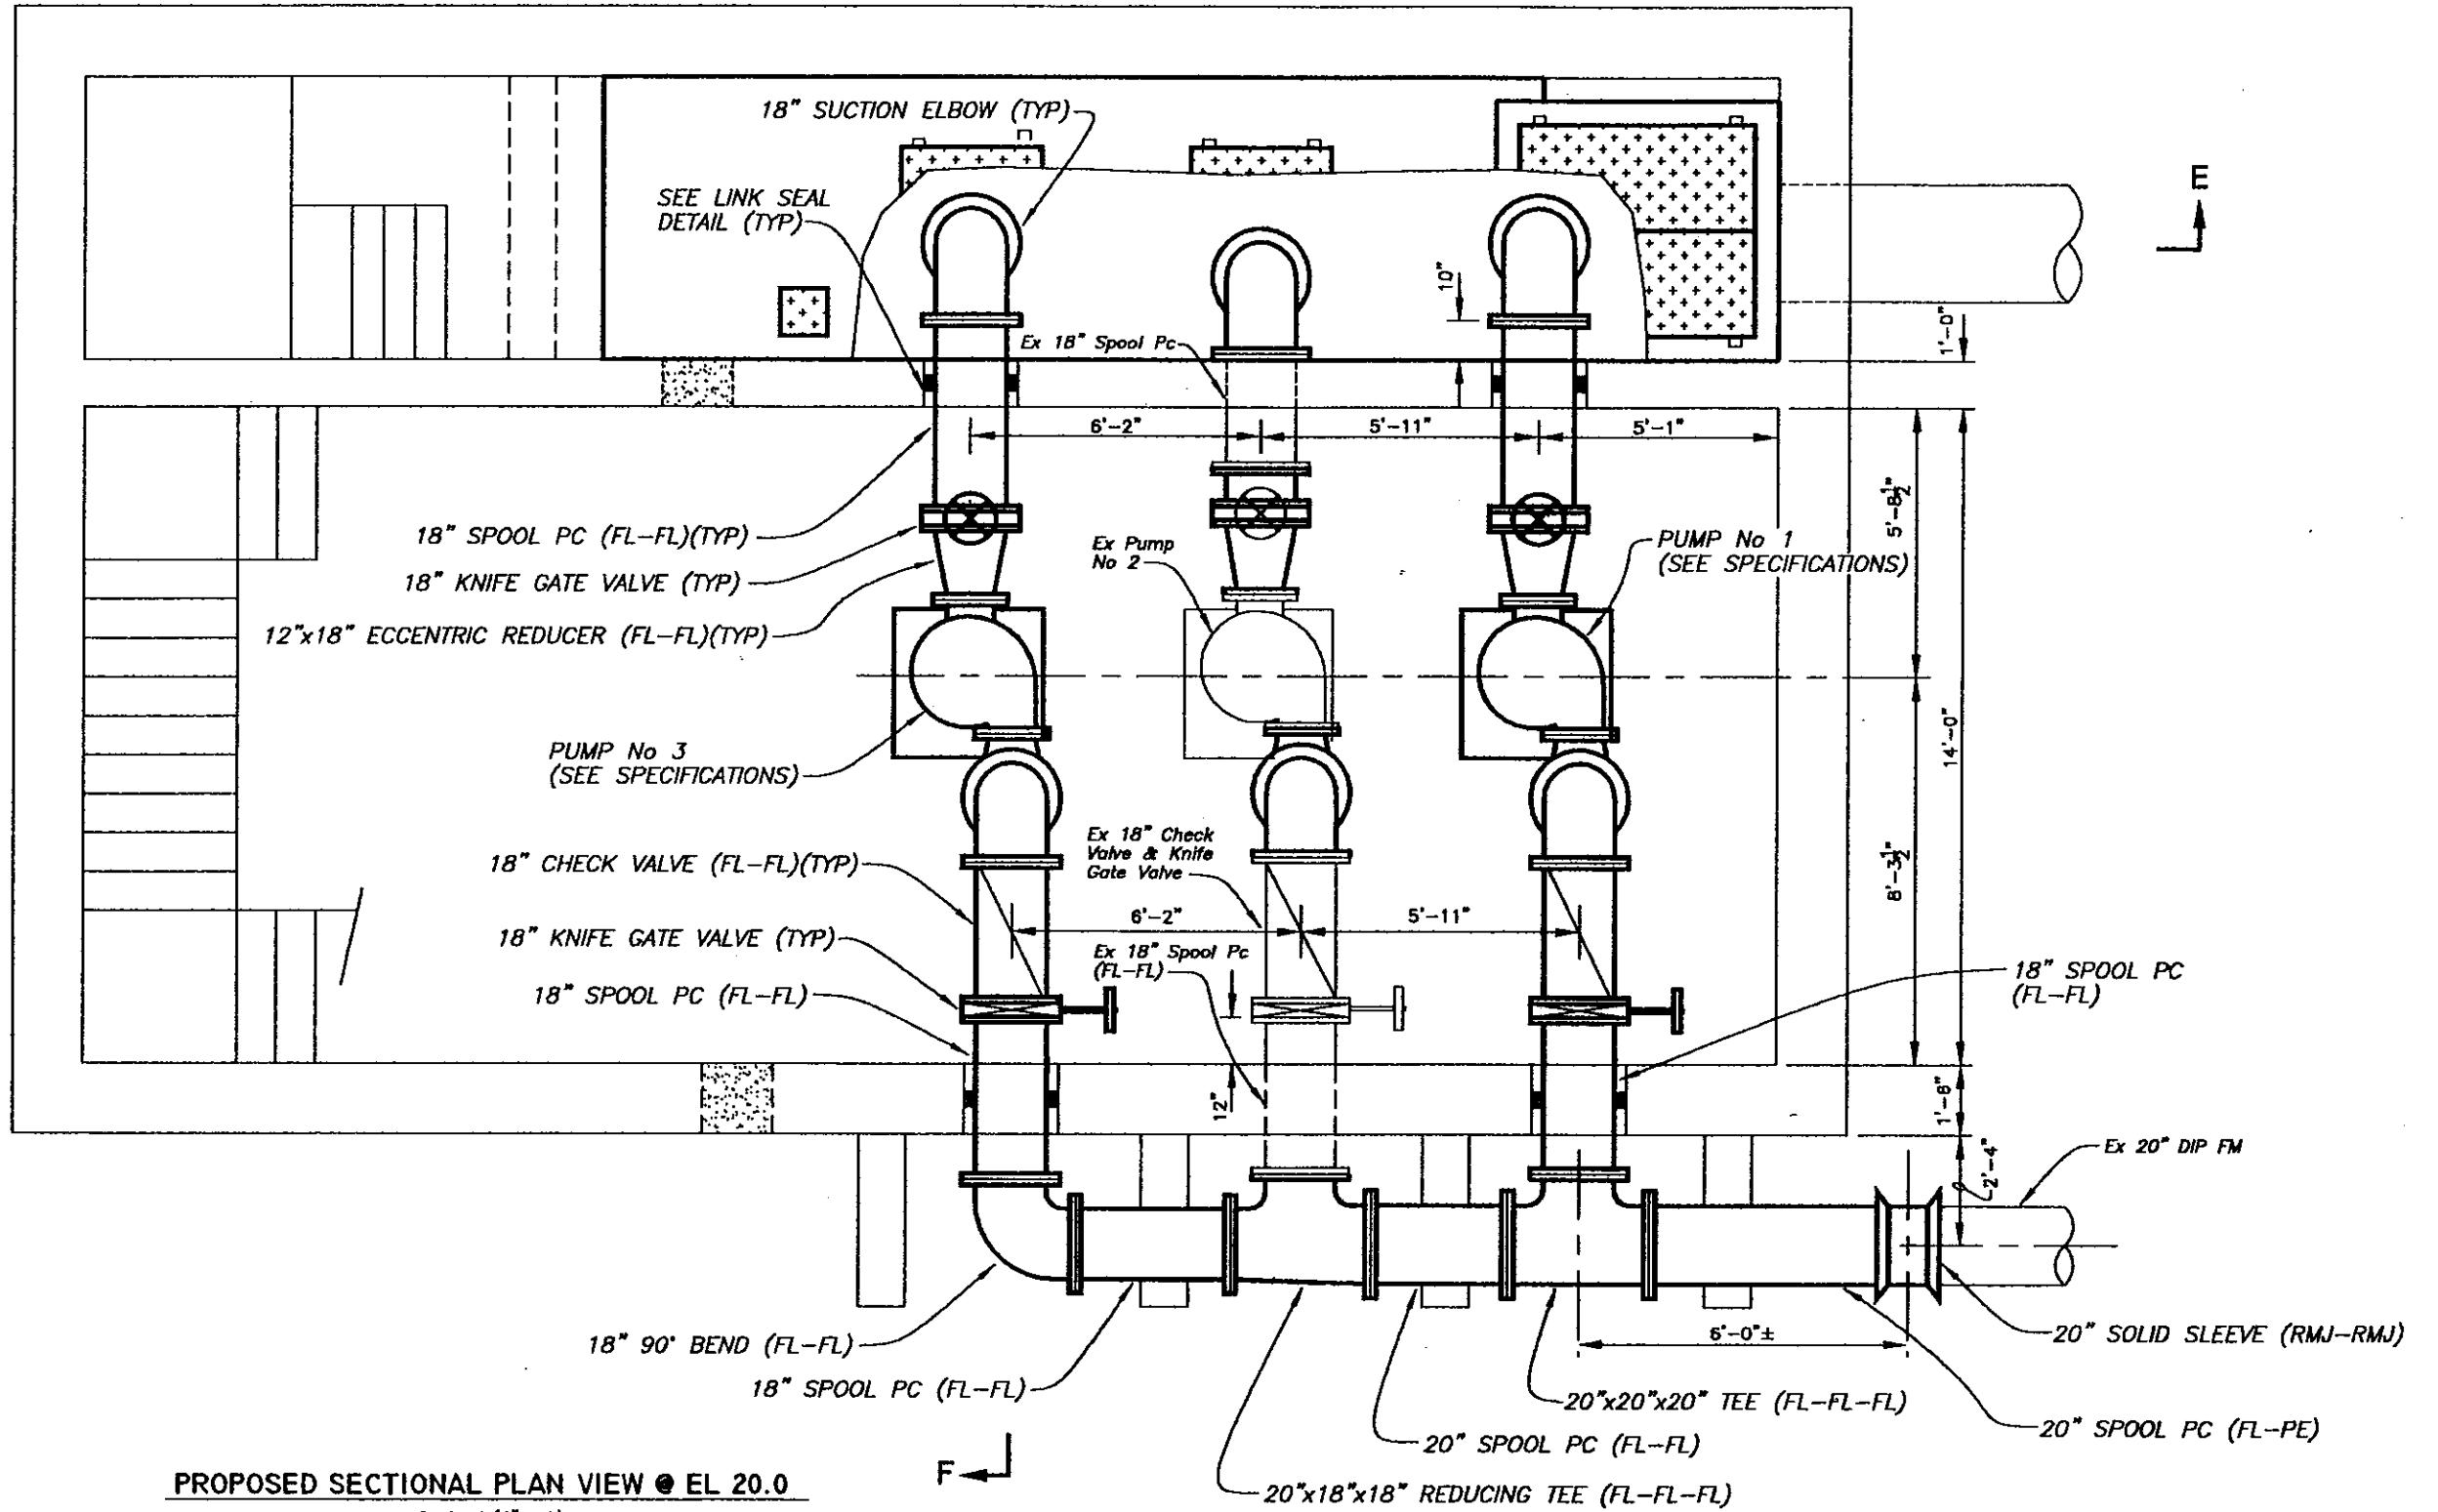 18" SUCTION ELBOW (TYP)
SEE LINK SEAL
DETAIL (TYP)
E
10"
1'-0"
Ex 18" Spool Pc
6'-2"
5'-11"
5'-1"
18" SPOOL PC (FL-FL)(TYP)
18" KNIFE GATE VALVE (TYP)
12"x18" ECCENTRIC REDUCER (FL-FL)(TYP)
Ex Pump
No 2
PUMP No 1
(SEE SPECIFICATIONS)
5'-8½"
14'-0"
8'-3½"
PUMP No 3
(SEE SPECIFICATIONS)
18" CHECK VALVE (FL-FL)(TYP)
Ex 18" Check
Valve & Knife
Gate Valve
6'-2"
5'-11"
18" KNIFE GATE VALVE (TYP)
Ex 18" Spool Pc
(FL-FL)
18" SPOOL PC (FL-FL)
18" SPOOL PC
(FL-FL)
12"
2'-4"
Ex 20" DIP FM
18" 90° BEND (FL-FL)
6'-0"±
20" SOLID SLEEVE (RMJ-RMJ)
18" SPOOL PC (FL-FL)
20"x20"x20" TEE (FL-FL-FL)
20" SPOOL PC (FL-PE)
20" SPOOL PC (FL-FL)
F
20"x18"x18" REDUCING TEE (FL-FL-FL)
PROPOSED SECTIONAL PLAN VIEW @ EL 20.0